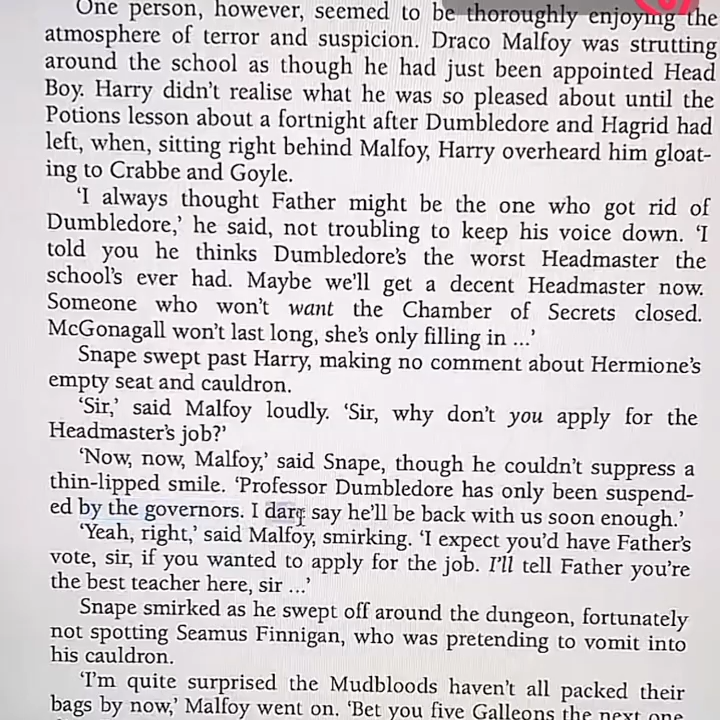 One person, however, seemed to be thoroughly enjoying the
atmosphere of terror and suspicion. Draco Malfoy was strutting
around the school as though he had just been appointed Head
Boy. Harry didn't realise what he was so pleased about until the
Potions lesson about a fortnight after Dumbledore and Hagrid had
left, when, sitting right behind Malfoy, Harry overheard him gloat-
ing to Crabbe and Goyle.
'I always thought Father might be the one who got rid of
Dumbledore,' he said, not troubling to keep his voice down. 'I
told you he thinks Dumbledore's the worst Headmaster the
school's ever had. Maybe we'll get a decent Headmaster now.
Someone who won't want the Chamber of Secrets closed.
McGonagall won't last long, she's only filling in ...'
Snape swept past Harry, making no comment about Hermione's
empty seat and cauldron.
'Sir,' said Malfoy loudly. 'Sir, why don't you apply for the
Headmaster's job?'
'Now, now, Malfoy,' said Snape, though he couldn't suppress a
thin-lipped smile. 'Professor Dumbledore has only been suspend-
ed by the governors. I dare say he'll be back with us soon enough.'
'Yeah, right,' said Malfoy, smirking. 'I expect you'd have Father's
vote, sir, if you wanted to apply for the job. I'll tell Father you're
the best teacher here, sir ...'
Snape smirked as he swept off around the dungeon, fortunately
not spotting Seamus Finnigan, who was pretending to vomit into
his cauldron.
'I'm quite surprised the Mudbloods haven't all packed their
bags by now,' Malfoy went on. 'Bet you five Galleons the next one